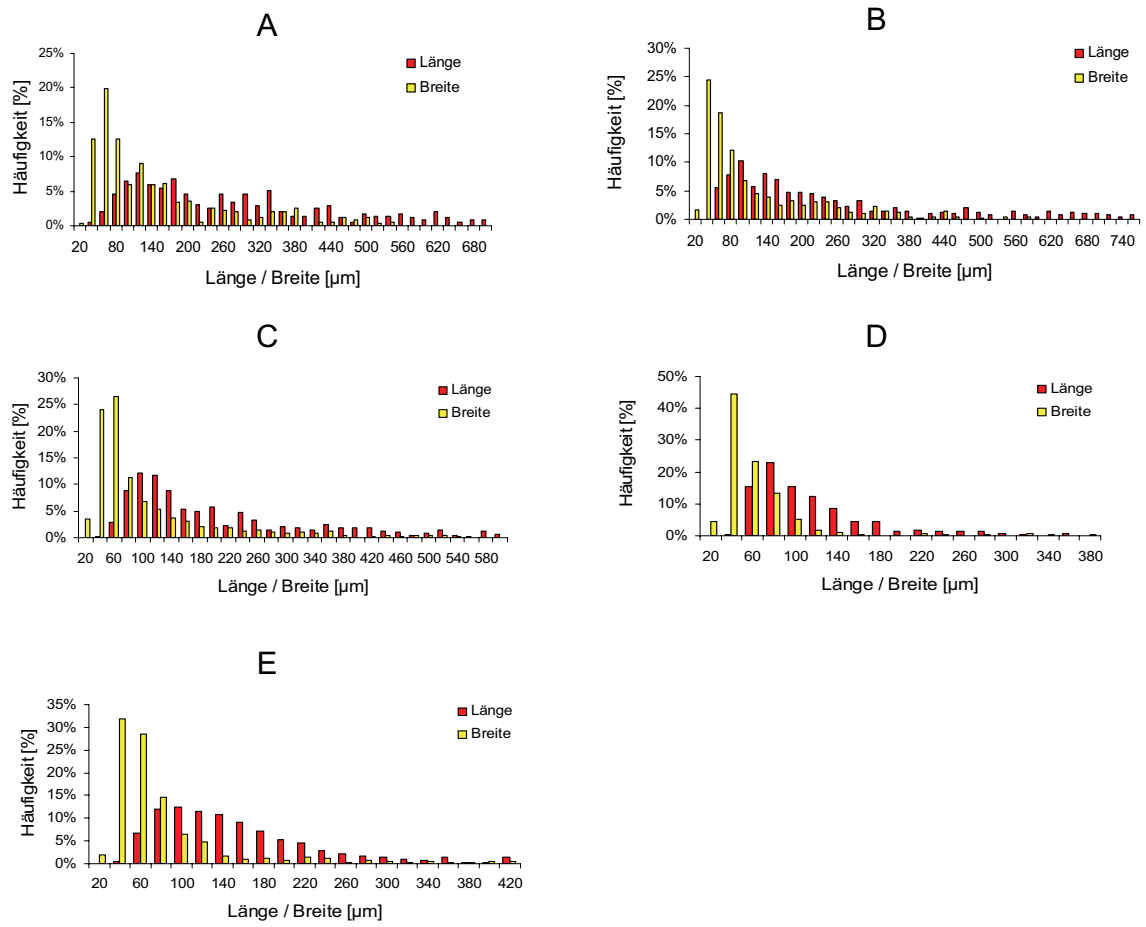 A
Häufigkeit [%]
25%
20%
15%
10%
5%
0%
Länge
Breite
20 80 140 200 260 320 380 440 500 560 620 680
Länge / Breite [µm]
B
Häufigkeit [%]
30%
25%
20%
15%
10%
5%
0%
Länge
Breite
20 80 140 200 260 320 380 440 500 560 620 680 740
Länge / Breite [µm]
C
Häufigkeit [%]
30%
25%
20%
15%
10%
5%
0%
Länge
Breite
20 60 100 140 180 220 260 300 340 380 420 460 500 540 580
Länge / Breite [µm]
D
Häufigkeit [%]
50%
40%
30%
20%
10%
0%
Länge
Breite
20 60 100 140 180 220 260 300 340 380
Länge / Breite [µm]
E
Häufigkeit [%]
35%
30%
25%
20%
15%
10%
5%
0%
Länge
Breite
20 60 100 140 180 220 260 300 340 380 420
Länge / Breite [µm]